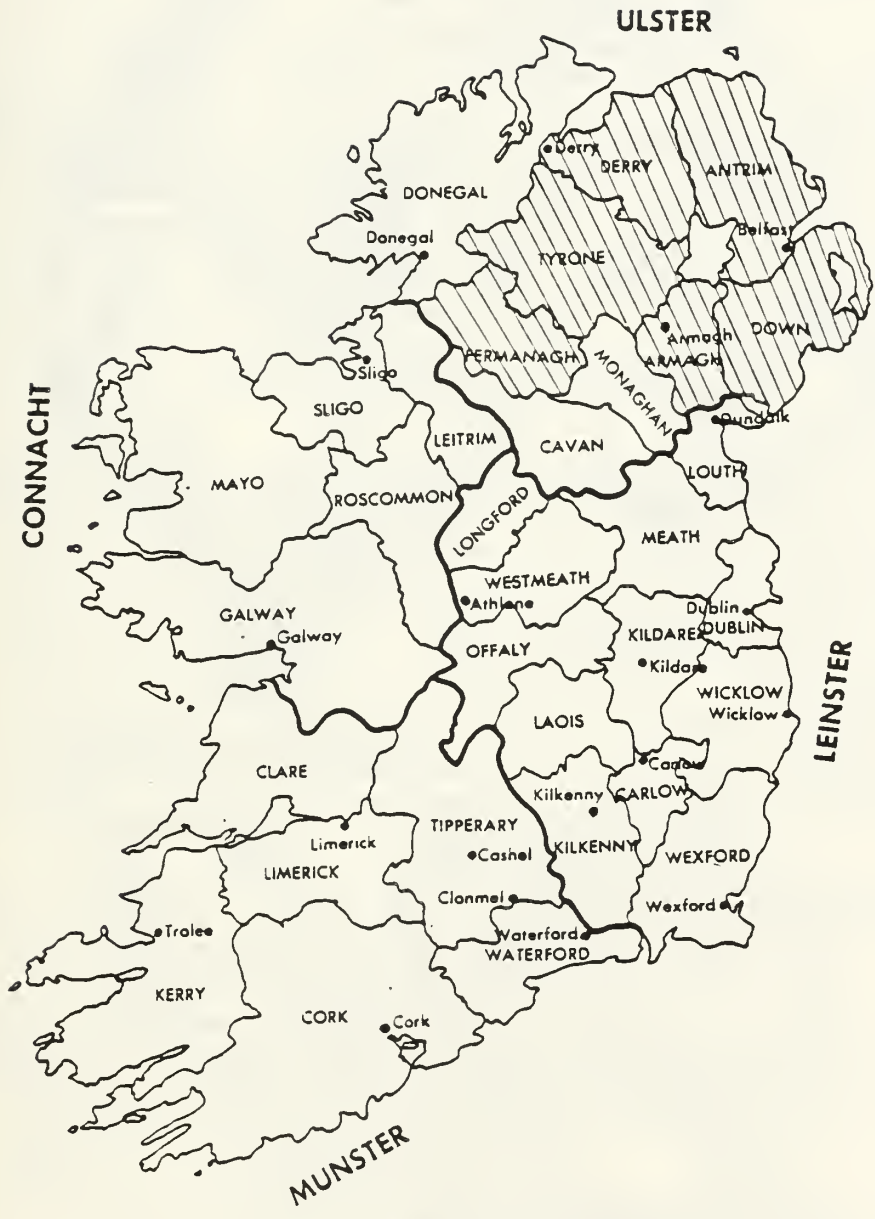 ULSTER
Derry
DERRY
ANTRIM
DONEGAL
Donegal
Belfast
TYRONE
DOWN
Armagh
ARMAGH
FERMANAGH
MONAGHAN
Sligo
SLIGO
Dundalk
LEITRIM
CAVAN
CONNACHT
LOUTH
MAYO
ROSCOMMON
LONGFORD
MEATH
WESTMEATH
Athlone
Dublin
DUBLIN
GALWAY
Galway
KILDARE
OFFALY
Kildare
LEINSTER
WICKLOW
Wicklow
LAOIS
CLARE
Carlow
CARLOW
Kilkenny
KILKENNY
TIPPERARY
Limerick
LIMERICK
Cashel
WEXFORD
Clonmel
Wexford
Tralee
Waterford
WATERFORD
KERRY
CORK
Cork
MUNSTER